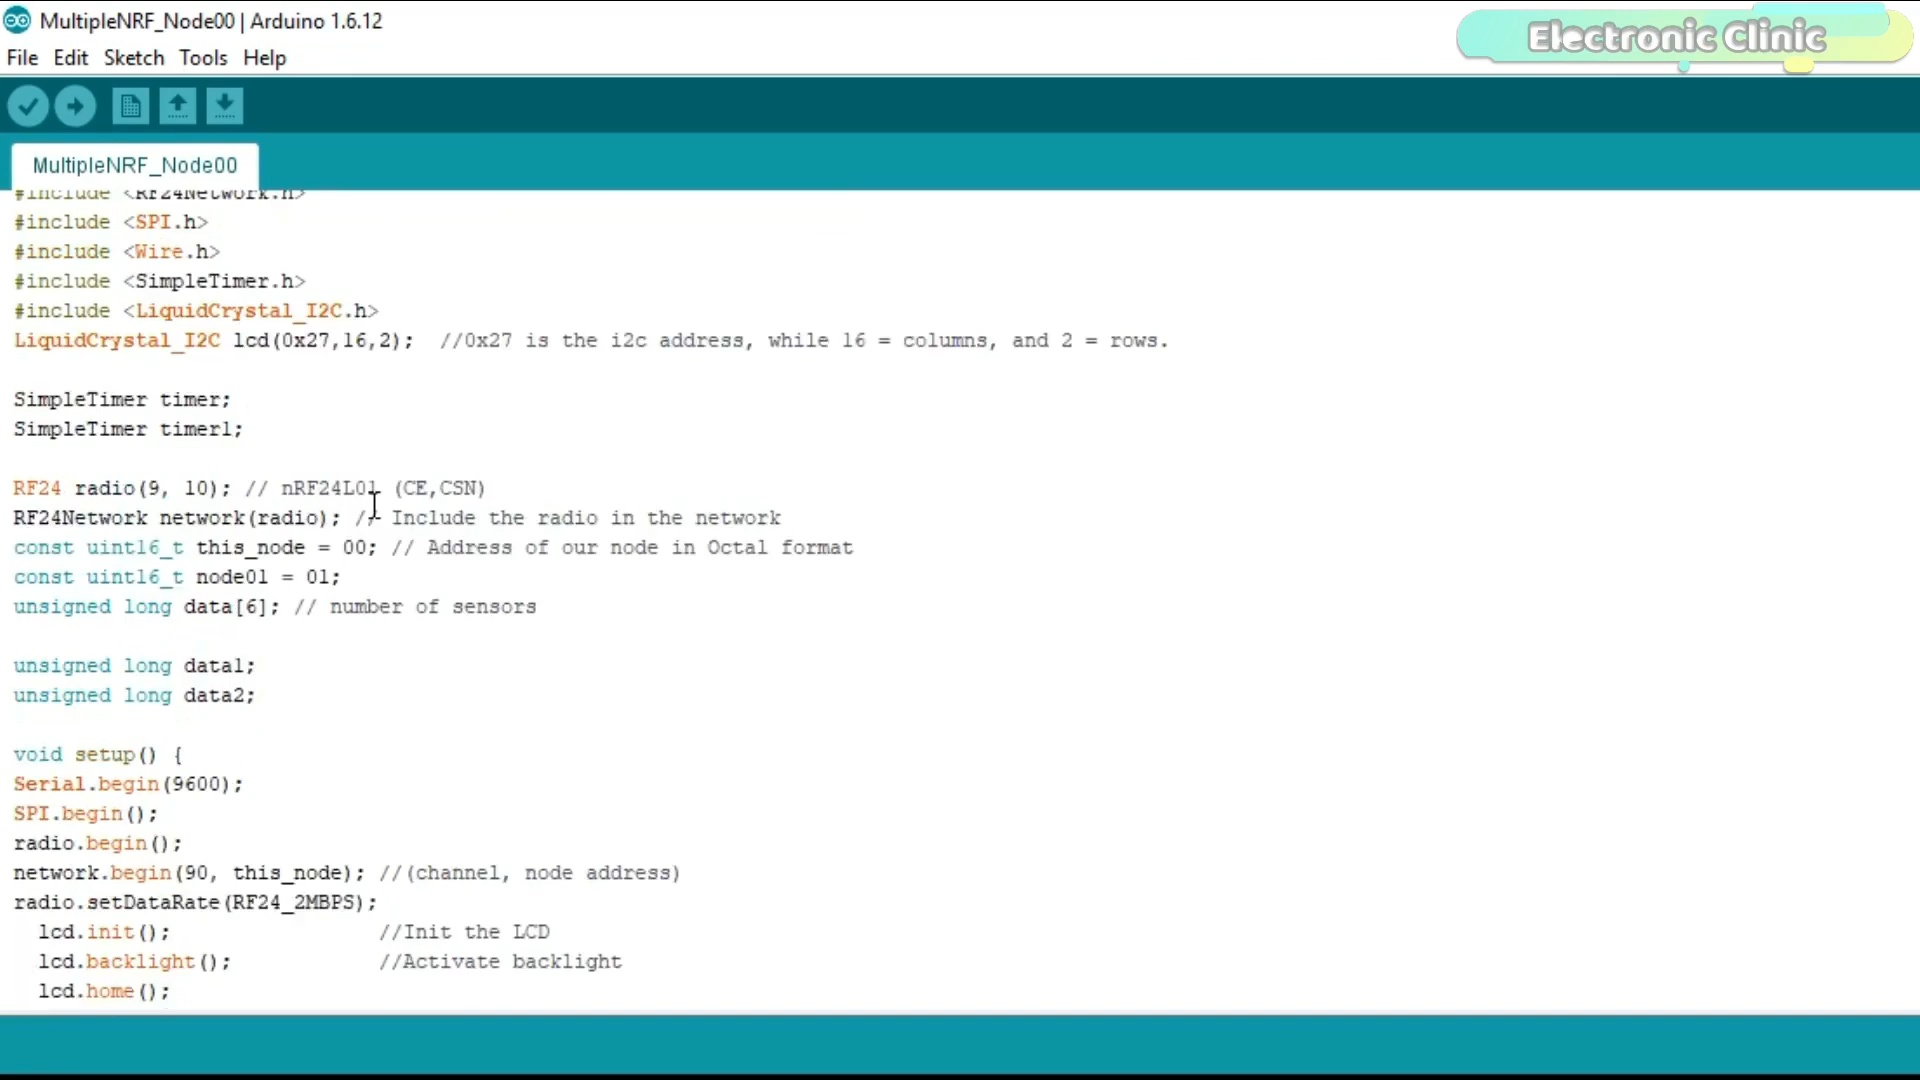 MultipleNRF_Node00 | Arduino 1.6.12
Electronic Clinic
File Edit Sketch Tools Help
MultipleNRF_Node00
#include <RF24Network.h>
#include <SPI.h>
#include <Wire.h>
#include <SimpleTimer.h>
#include <LiquidCrystal_I2C.h>
LiquidCrystal_I2C lcd(0x27,16,2);  //0x27 is the i2c address, while 16 = columns, and 2 = rows.
SimpleTimer timer;
SimpleTimer timer1;
RF24 radio(9, 10); // nRF24L01 (CE,CSN)
RF24Network network(radio); // Include the radio in the network
const uint16_t this_node = 00; // Address of our node in Octal format
const uint16_t node01 = 01;
unsigned long data[6]; // number of sensors
unsigned long data1;
unsigned long data2;
void setup() {
Serial.begin(9600);
SPI.begin();
radio.begin();
network.begin(90, this_node); //(channel, node address)
radio.setDataRate(RF24_2MBPS);
lcd.init();                 //Init the LCD
lcd.backlight();            //Activate backlight
lcd.home();